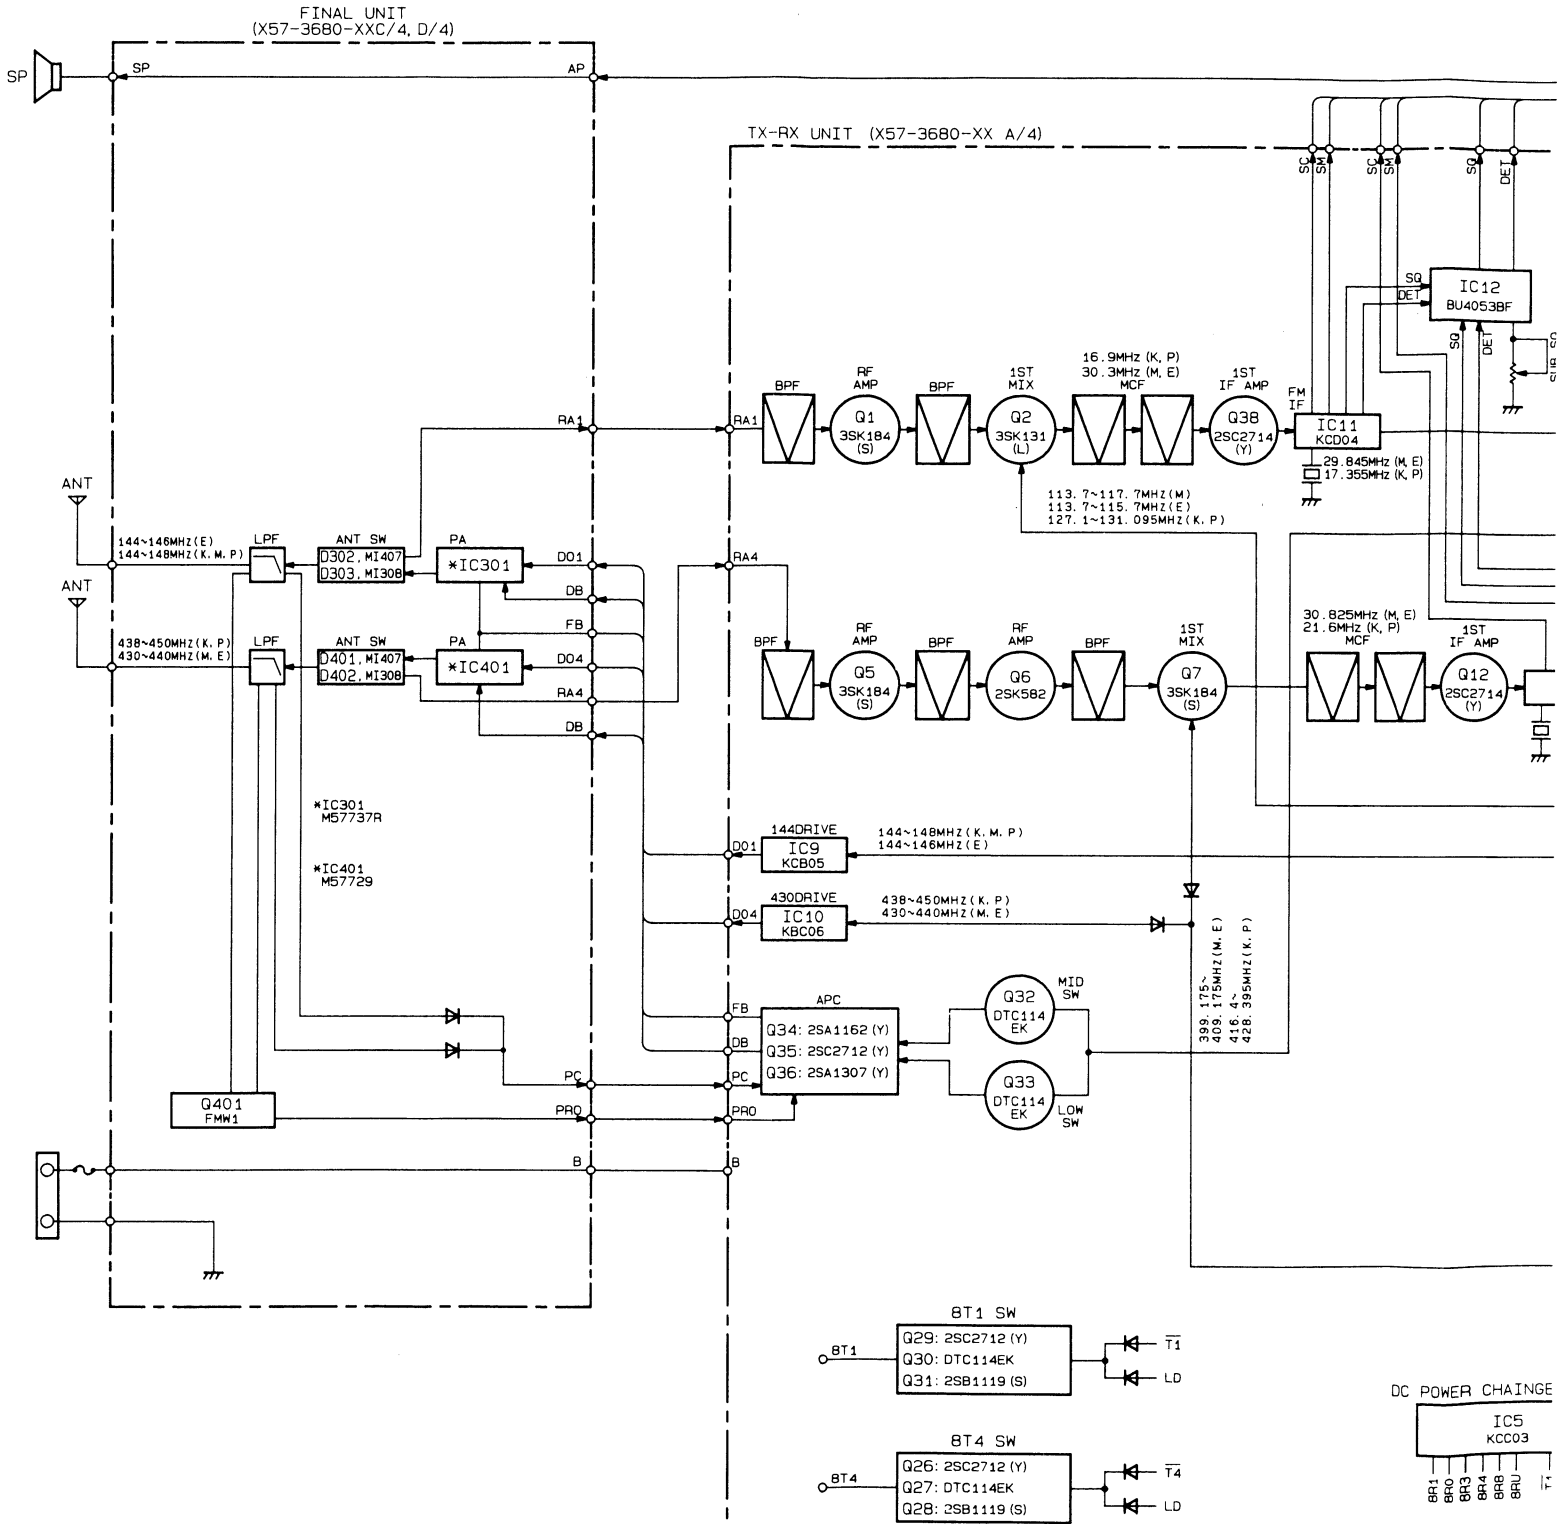 FINAL UNIT
(X57-3680-XXC/4, D/4)
SP
SP
AP
TX-RX UNIT (X57-3680-XX A/4)
SC
SM
SC
SM
SQ
DET
SQ
DET
IC12
BU4053BF
SQ
DET
16.9MHz (K, P)
30.3MHz (M, E)
MCF
BPF
RF
AMP
BPF
1ST
MIX
1ST
IF AMP
FM
IF
RA1
RA1
Q1
3SK184
(S)
Q2
3SK131
(L)
Q38
2SC2714
(Y)
IC11
KCD04
29.845MHz (M, E)
17.355MHz (K, P)
113.7~117.7MHZ(M)
113.7~115.7MHZ(E)
127.1~131.095MHZ(K, P)
ANT
144~146MHZ(E)
144~148MHZ(K, M, P)
LPF
ANT SW
D302, MI407
D303, MI308
PA
*IC301
DO1
RA4
DB
FB
ANT
438~450MHZ(K, P)
430~440MHZ(M, E)
LPF
ANT SW
D401, MI407
D402, MI308
PA
*IC401
DO4
RA4
DB
BPF
RF
AMP
Q5
3SK184
(S)
BPF
RF
AMP
Q6
2SK582
BPF
1ST
MIX
Q7
3SK184
(S)
30.825MHz (M, E)
21.6MHz (K, P)
MCF
1ST
IF AMP
Q12
2SC2714
(Y)
*IC301
M57737R
*IC401
M57729
144DRIVE
DO1
IC9
KCB05
144~148MHZ(K, M, P)
144~146MHZ(E)
430DRIVE
DO4
IC10
KBC06
438~450MHZ(K, P)
430~440MHZ(M, E)
399.175~
409.175MHZ(M, E)
416.4~
428.395MHZ(K, P)
APC
FB
DB
PC
PC
PRO
PRO
Q34: 2SA1162 (Y)
Q35: 2SC2712 (Y)
Q36: 2SA1307 (Y)
Q32
DTC114
EK
MID
SW
Q33
DTC114
EK
LOW
SW
Q401
FMW1
B
B
8T1 SW
8T1
Q29: 2SC2712 (Y)
Q30: DTC114EK
Q31: 2SB1119 (S)
T1
LD
8T4 SW
8T4
Q26: 2SC2712 (Y)
Q27: DTC114EK
Q28: 2SB1119 (S)
T4
LD
DC POWER CHAINGE
IC5
KCC03
8R1
8R0
8R3
8R4
8R8
8RU